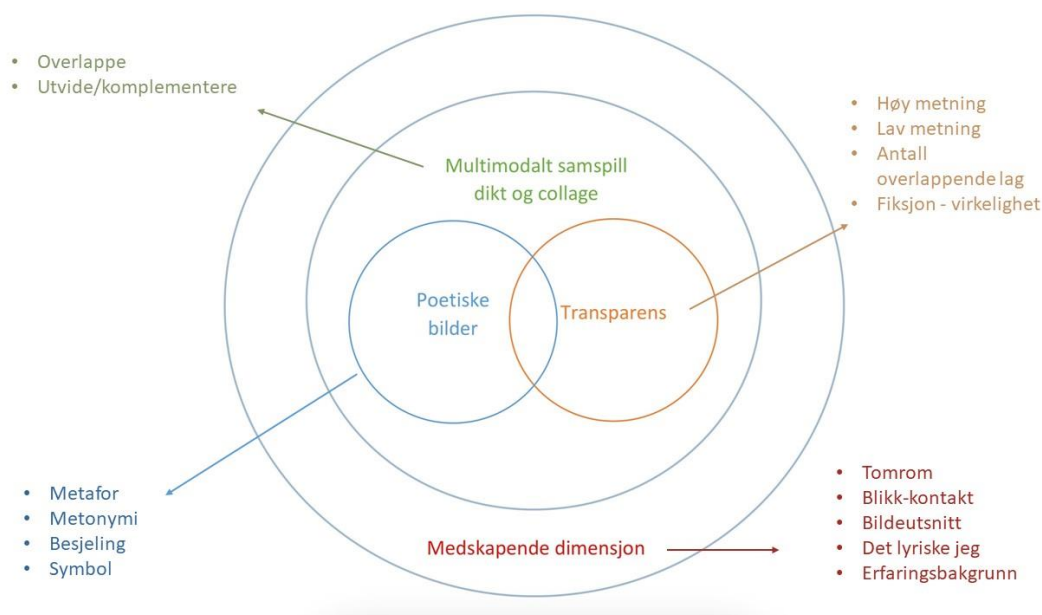 • Overlappe
• Utvide/komplementere
• Høy metning
• Lav metning
• Antall
overlappende lag
• Fiksjon - virkelighet
Multimodalt samspill
dikt og collage
Poetiske
bilder
Transparens
• Metafor
• Metonymi
• Besjeling
• Symbol
Medskapende dimensjon
• Tomrom
• Blikk-kontakt
• Bildeutsnitt
• Det lyriske jeg
• Erfaringsbakgrunn